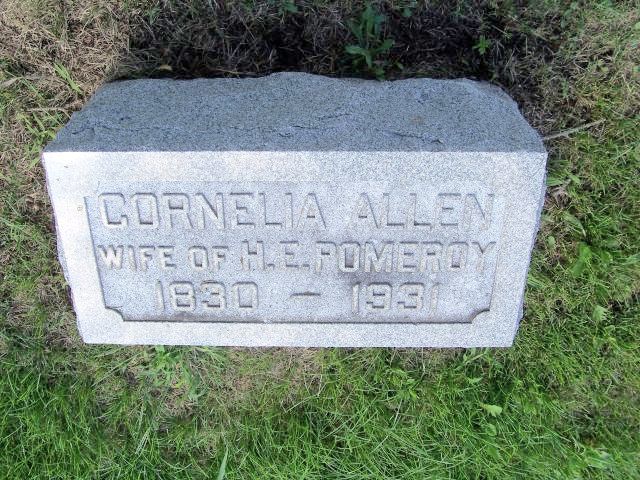 CORNELIA ALLEN
WIFE OF H. E. POMEROY
1830 – 1931